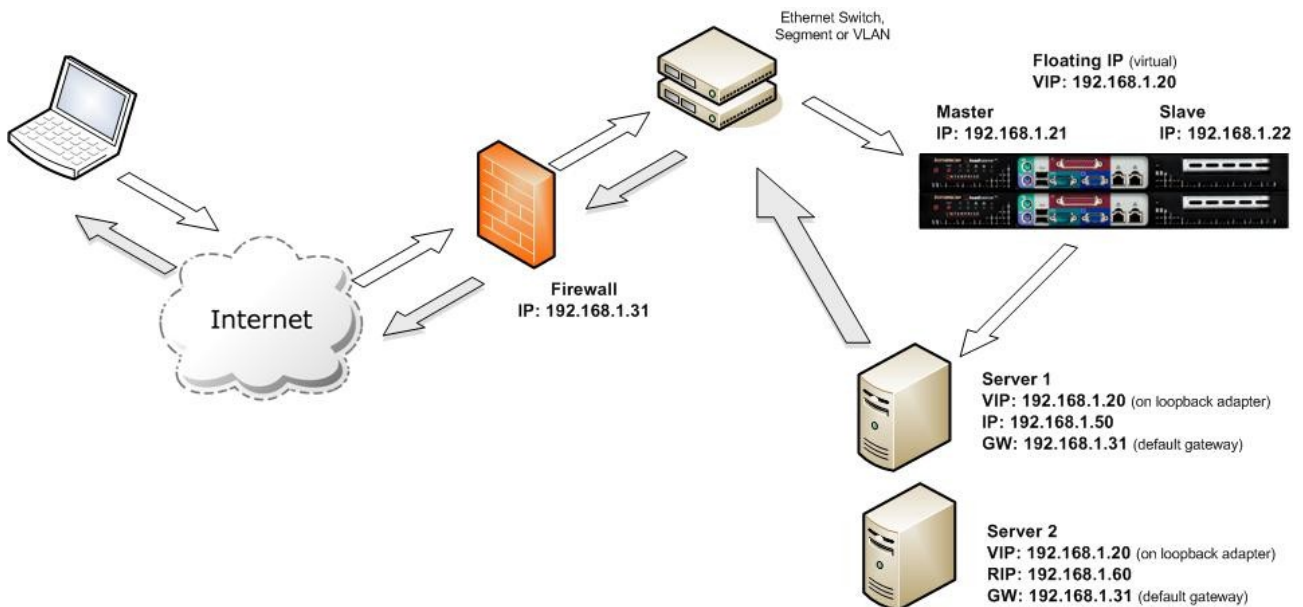 Ethernet Switch,
Segment or VLAN
Floating IP (virtual)
VIP: 192.168.1.20
Master
IP: 192.168.1.21
Slave
IP: 192.168.1.22
Internet
Firewall
IP: 192.168.1.31
Server 1
VIP: 192.168.1.20 (on loopback adapter)
IP: 192.168.1.50
GW: 192.168.1.31 (default gateway)
Server 2
VIP: 192.168.1.20 (on loopback adapter)
RIP: 192.168.1.60
GW: 192.168.1.31 (default gateway)